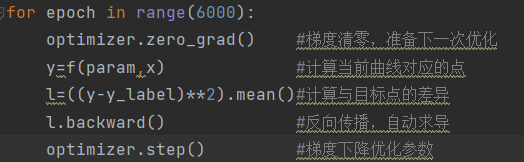 for epoch in range(6000):
optimizer.zero_grad() #梯度清零，准备下一次优化
y=f(param,x) #计算当前曲线对应的点
l=((y-y_label)**2).mean()#计算与目标点的差异
l.backward() #反向传播，自动求导
optimizer.step() #梯度下降优化参数